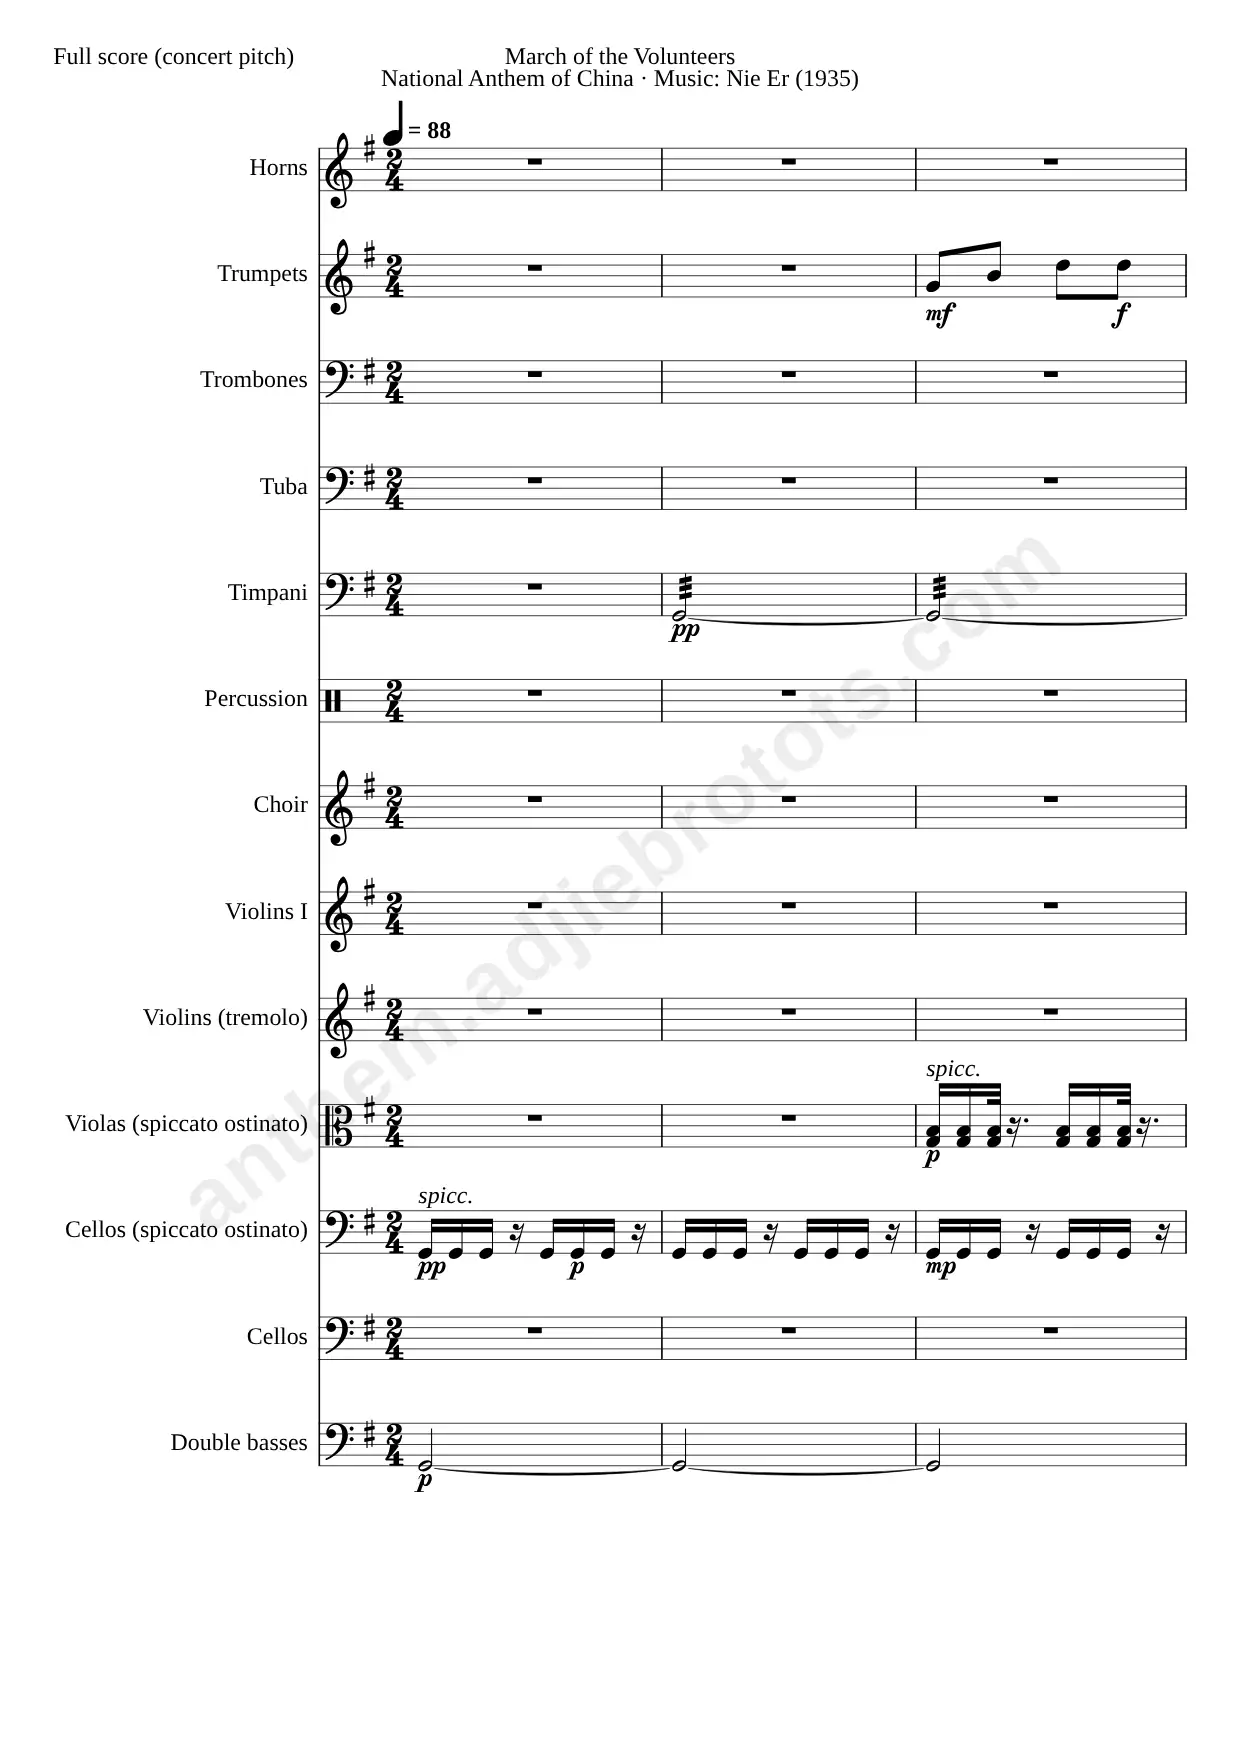 Full score (concert pitch)
March of the Volunteers
National Anthem of China · Music: Nie Er (1935)
= 88
Horns
Trumpets
mf f
Trombones
Tuba
Timpani
pp
Percussion
Choir
Violins I
Violins (tremolo)
spicc.
Violas (spiccato ostinato)
p
spicc.
Cellos (spiccato ostinato)
pp p mp
Cellos
Double basses
p
anthem.adjiebrotots.com